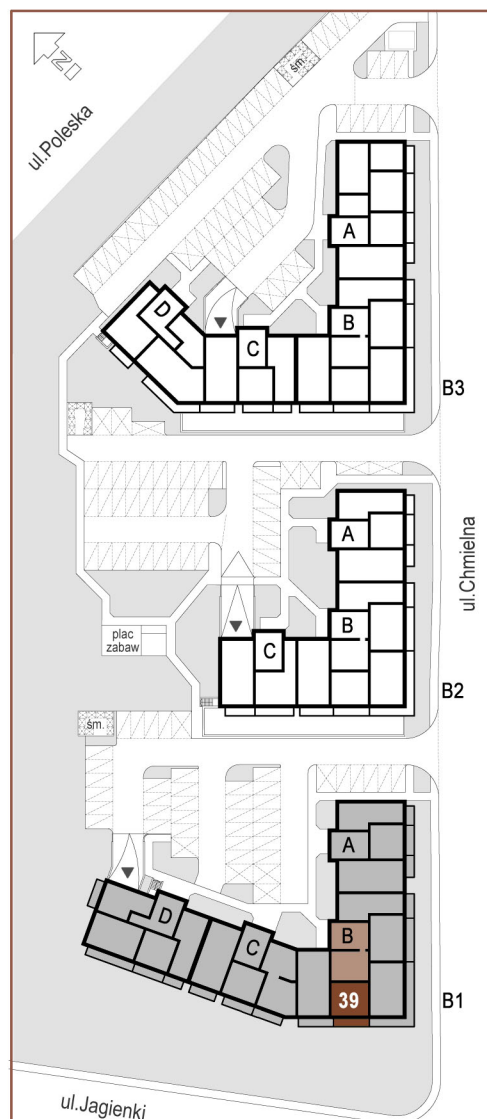 N
śm.
ul.Poleska
A
D
B
C
B3
A
ul.Chmielna
B
plac
zabaw
C
B2
śm.
A
D
B
C
39
B1
ul.Jagienki